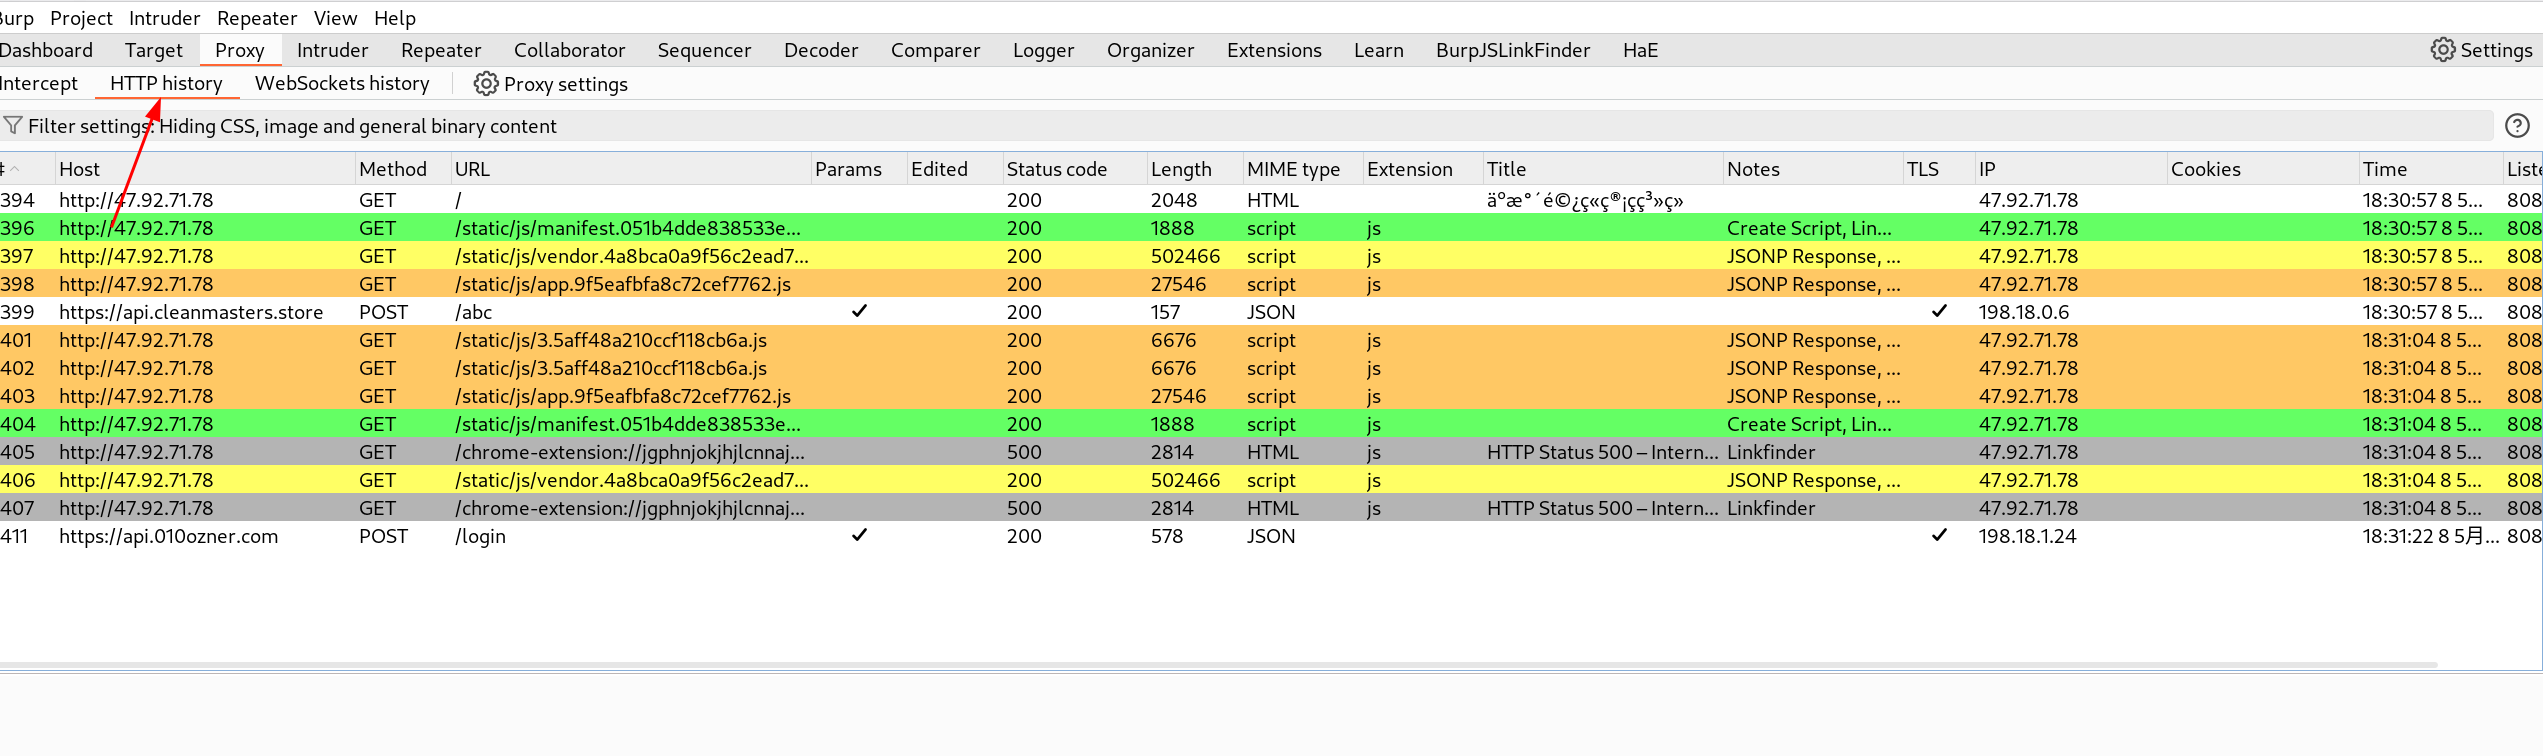 Burp Project Intruder Repeater View Help
Dashboard Target Proxy Intruder Repeater Collaborator Sequencer Decoder Comparer Logger Organizer Extensions Learn BurpJSLinkFinder HaE Settings
Intercept HTTP history WebSockets history Proxy settings
Filter settings: Hiding CSS, image and general binary content
# Host Method URL Params Edited Status code Length MIME type Extension Title Notes TLS IP Cookies Time Liste
394 http://47.92.71.78 GET / 200 2048 HTML äºæ°´é©¿ç«ç®¡çç³»ç» 47.92.71.78 18:30:57 8 5... 808
396 http://47.92.71.78 GET /static/js/manifest.051b4dde838533e... 200 1888 script js Create Script, Lin... 47.92.71.78 18:30:57 8 5... 808
397 http://47.92.71.78 GET /static/js/vendor.4a8bca0a9f56c2ead7... 200 502466 script js JSONP Response, ... 47.92.71.78 18:30:57 8 5... 808
398 http://47.92.71.78 GET /static/js/app.9f5eafbfa8c72cef7762.js 200 27546 script js JSONP Response, ... 47.92.71.78 18:30:57 8 5... 808
399 https://api.cleanmasters.store POST /abc ✓ 200 157 JSON ✓ 198.18.0.6 18:30:57 8 5... 808
401 http://47.92.71.78 GET /static/js/3.5aff48a210ccf118cb6a.js 200 6676 script js JSONP Response, ... 47.92.71.78 18:31:04 8 5... 808
402 http://47.92.71.78 GET /static/js/3.5aff48a210ccf118cb6a.js 200 6676 script js JSONP Response, ... 47.92.71.78 18:31:04 8 5... 808
403 http://47.92.71.78 GET /static/js/app.9f5eafbfa8c72cef7762.js 200 27546 script js JSONP Response, ... 47.92.71.78 18:31:04 8 5... 808
404 http://47.92.71.78 GET /static/js/manifest.051b4dde838533e... 200 1888 script js Create Script, Lin... 47.92.71.78 18:31:04 8 5... 808
405 http://47.92.71.78 GET /chrome-extension://jgphnjokjhjlcnnaj... 500 2814 HTML js HTTP Status 500 – Intern... Linkfinder 47.92.71.78 18:31:04 8 5... 808
406 http://47.92.71.78 GET /static/js/vendor.4a8bca0a9f56c2ead7... 200 502466 script js JSONP Response, ... 47.92.71.78 18:31:04 8 5... 808
407 http://47.92.71.78 GET /chrome-extension://jgphnjokjhjlcnnaj... 500 2814 HTML js HTTP Status 500 – Intern... Linkfinder 47.92.71.78 18:31:04 8 5... 808
411 https://api.010ozner.com POST /login ✓ 200 578 JSON ✓ 198.18.1.24 18:31:22 8 5月... 808